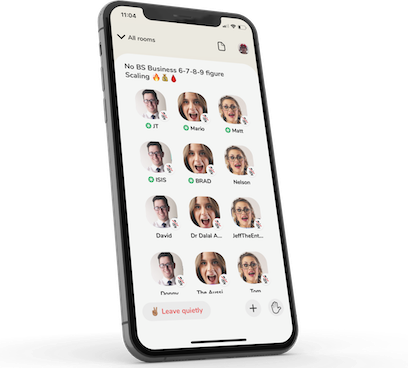 11:04
All rooms
No BS Business 6-7-8-9 figure
Scaling 🔥💰🩸
JT Mario Matt
ISIS BRAD Nelson
David Dr Dalal A... JeffTheEnt...
Donny The Aussi Tom
✌🏽 Leave quietly